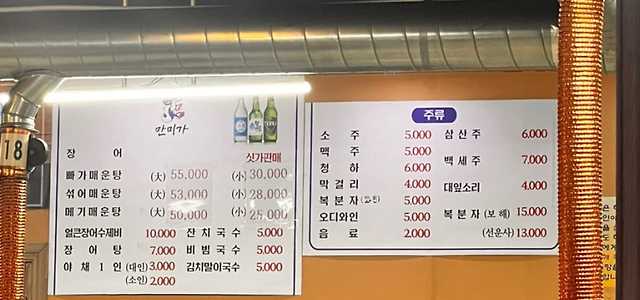 18
만미가
장 어 싯가판매
빠가매운탕 (大) 55,000 (小) 30,000
섞어매운탕 (大) 53,000 (小) 28,000
메기매운탕 (大) 50,000 (小) 25,000
얼큰장어수제비 10,000 잔치국수 5,000
장 어 탕 7,000 비빔국수 5,000
야 채 1 인 (대인) 3,000 김치말이국수 5,000
(소인) 2,000
주류
소 주 5,000 삼산주 6,000
맥 주 5,000
청 하 6,000 백세주 7,000
막걸리 4,000 대잎소리 4,000
복분자 5,000
오디와인 5,000 복분자 (보해) 15,000
음 료 2,000 (선운사) 13,000